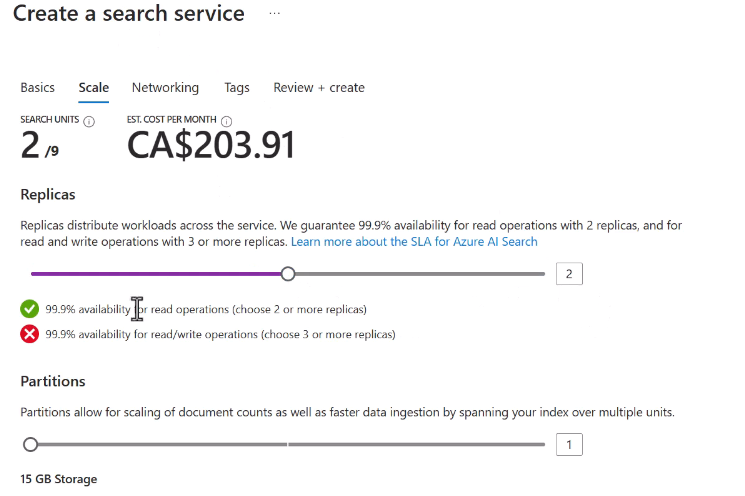 Create a search service ...
Basics Scale Networking Tags Review + create
SEARCH UNITS EST. COST PER MONTH
2 /9 CA$203.91
Replicas
Replicas distribute workloads across the service. We guarantee 99.9% availability for read operations with 2 replicas, and for
read and write operations with 3 or more replicas. Learn more about the SLA for Azure AI Search
2
99.9% availability for read operations (choose 2 or more replicas)
99.9% availability for read/write operations (choose 3 or more replicas)
Partitions
Partitions allow for scaling of document counts as well as faster data ingestion by spanning your index over multiple units.
1
15 GB Storage